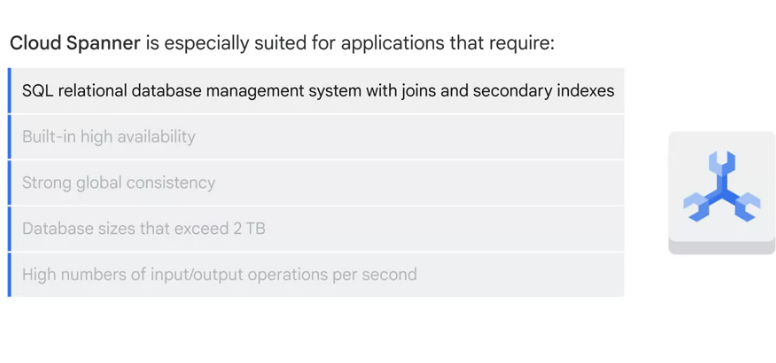 Cloud Spanner is especially suited for applications that require:
SQL relational database management system with joins and secondary indexes
Built-in high availability
Strong global consistency
Database sizes that exceed 2 TB
High numbers of input/output operations per second